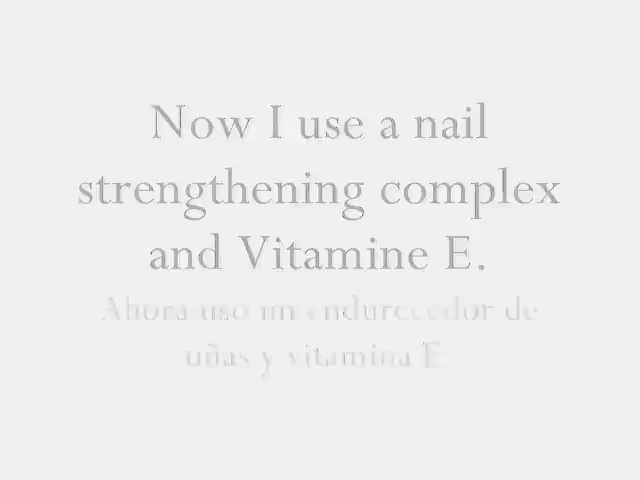 Now I use a nail
strengthening complex
and Vitamine E.
Ahora uso un endurecedor de
uñas y vitamina E